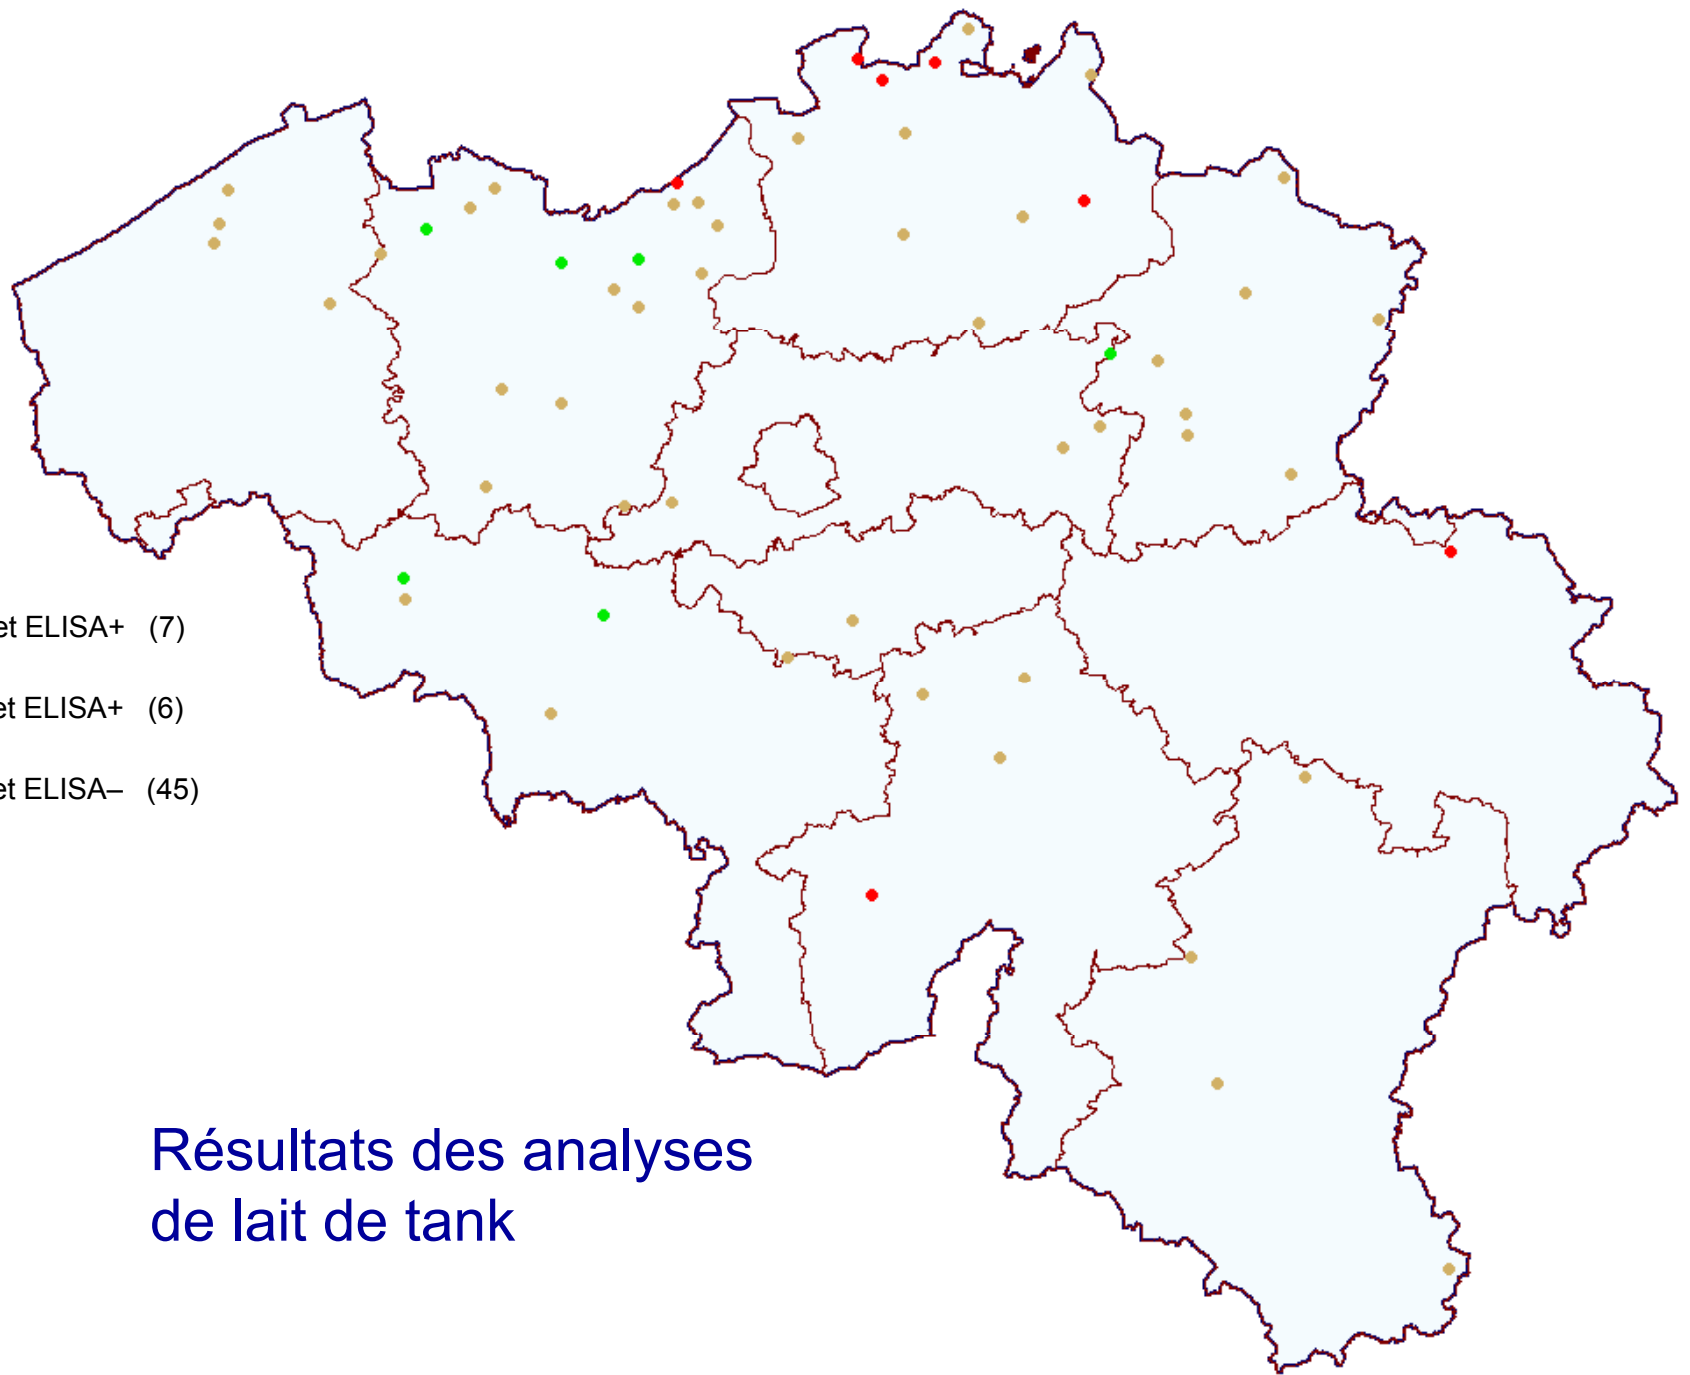 et ELISA+ (7)
et ELISA+ (6)
et ELISA– (45)
Résultats des analyses
de lait de tank